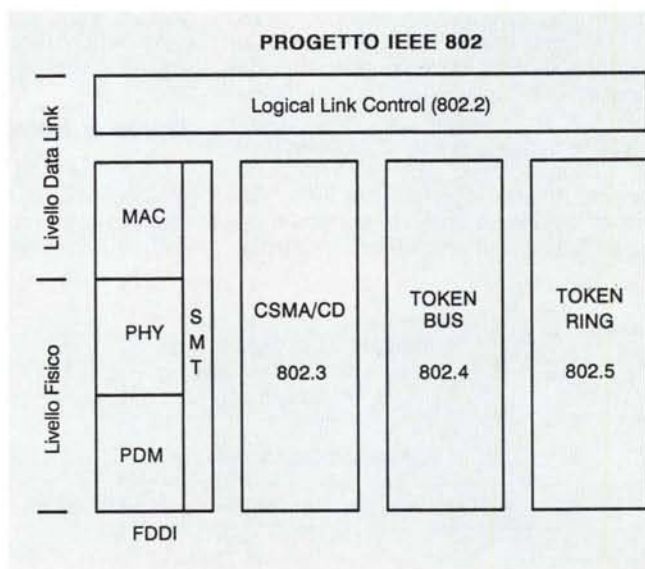 PROGETTO IEEE 802
Livello Data Link
Livello Fisico
Logical Link Control (802.2)
MAC
PHY
PDM
SMT
FDDI
CSMA/CD
802.3
TOKEN
BUS
802.4
TOKEN
RING
802.5